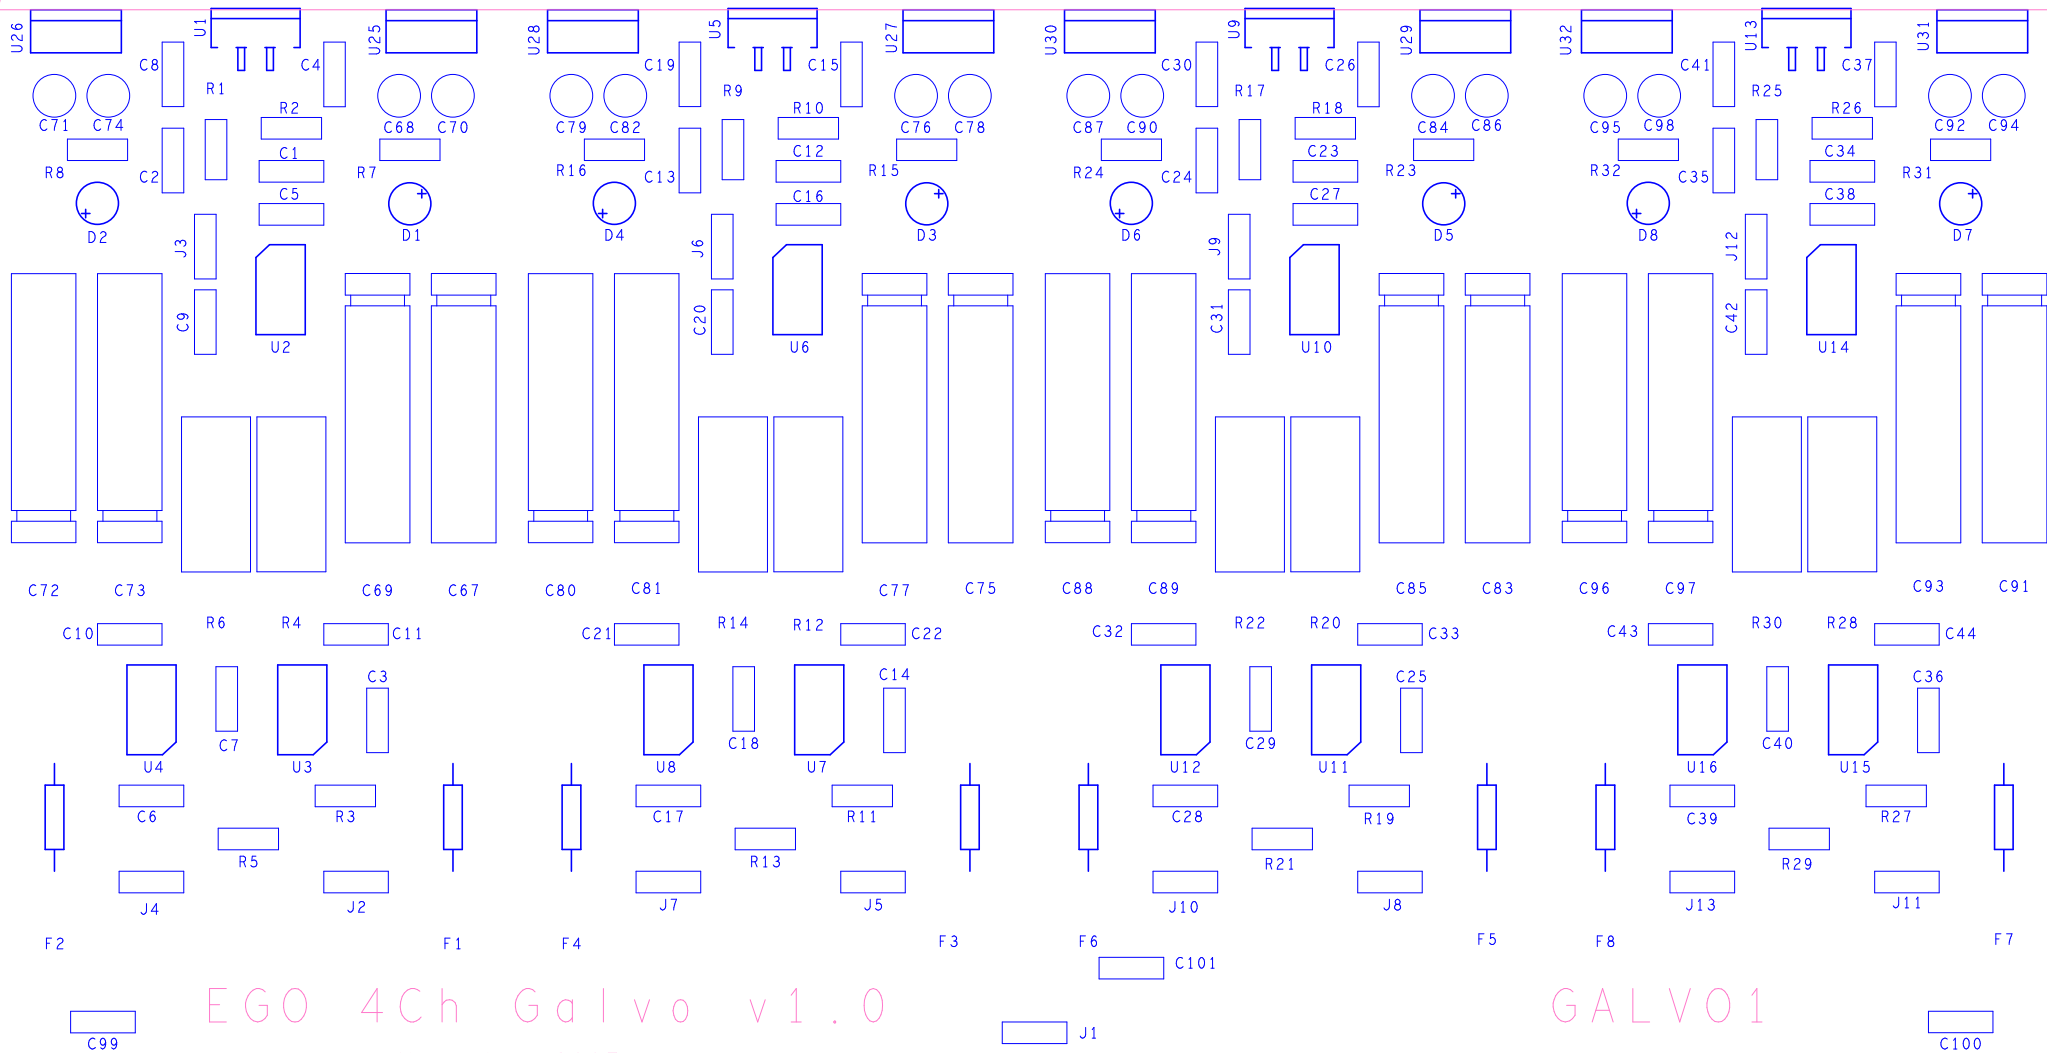 U26 U1 U25 U28 U5 U27 U30 U9 U29 U32 U13 U31
C8 C4 C19 C15 C30 C26 C41 C37
R1 R9 R17 R25
R2 R10 R18 R26
C71 C74 C68 C70 C79 C82 C76 C78 C87 C90 C84 C86 C95 C98 C92 C94
C1 C12 C23 C34
R8 C2 R7 R16 C13 R15 R24 C24 R23 R32 C35 R31
C5 C16 C27 C38
+ + + + + + + +
D2 D1 D4 D3 D6 D5 D8 D7
J3 J6 J9 J12
C9 C20 C31 C42
U2 U6 U10 U14
C72 C73 C69 C67 C80 C81 C77 C75 C88 C89 C85 C83 C96 C97 C93 C91
R6 R4 R14 R12 R22 R20 R30 R28
C10 C11 C21 C22 C32 C33 C43 C44
C3 C14 C25 C36
C7 C18 C29 C40
U4 U3 U8 U7 U12 U11 U16 U15
C6 R3 C17 R11 C28 R19 C39 R27
R5 R13 R21 R29
J4 J2 J7 J5 J10 J8 J13 J11
F2 F1 F4 F3 F6 F5 F8 F7
C101
EGO 4Ch Galvo v1.0 GALVO1
J1
C99 C100